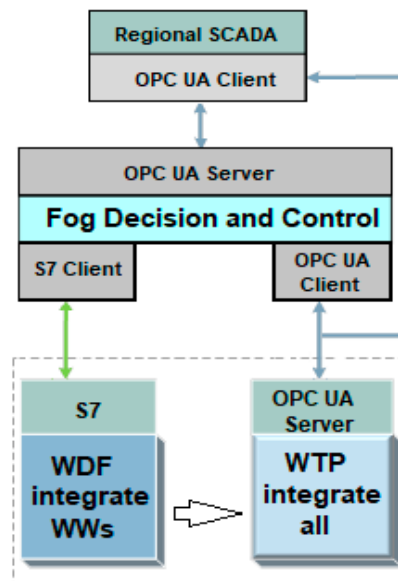 Regional SCADA
OPC UA Client
OPC UA Server
Fog Decision and Control
S7 Client
OPC UA
Client
S7
OPC UA
Server
WDF
integrate
WWs
WTP
integrate
all